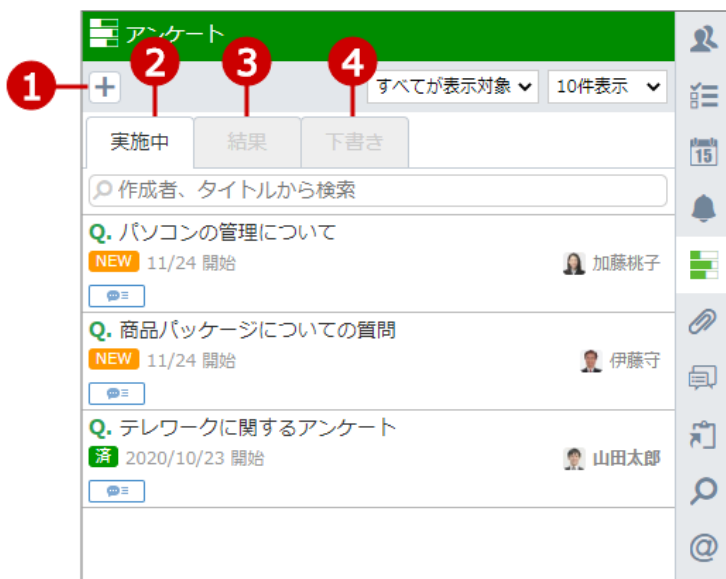 アンケート
1
2
3
4
すべてが表示対象 10件表示
実施中 結果 下書き
作成者、タイトルから検索
Q. パソコンの管理について
NEW 11/24 開始 加藤桃子
Q. 商品パッケージについての質問
NEW 11/24 開始 伊藤守
Q. テレワークに関するアンケート
済 2020/10/23 開始 山田太郎
15
@